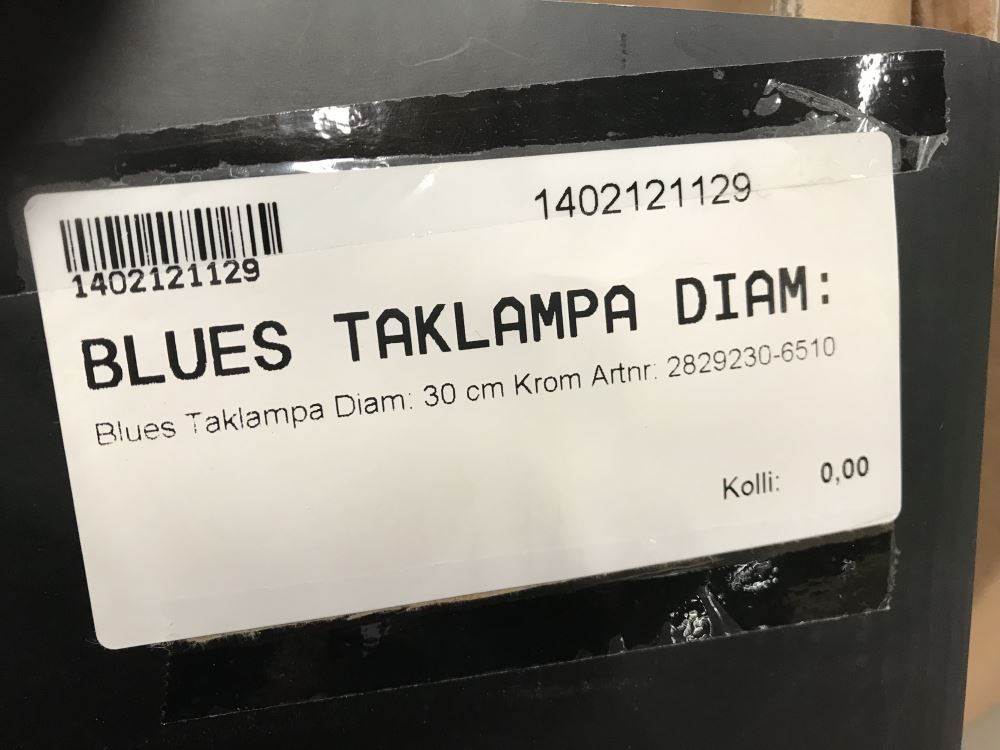 1402121129
1402121129
BLUES TAKLAMPA DIAM:
Blues Taklampa Diam: 30 cm Krom Artnr: 2829230-6510
Kolli: 0,00